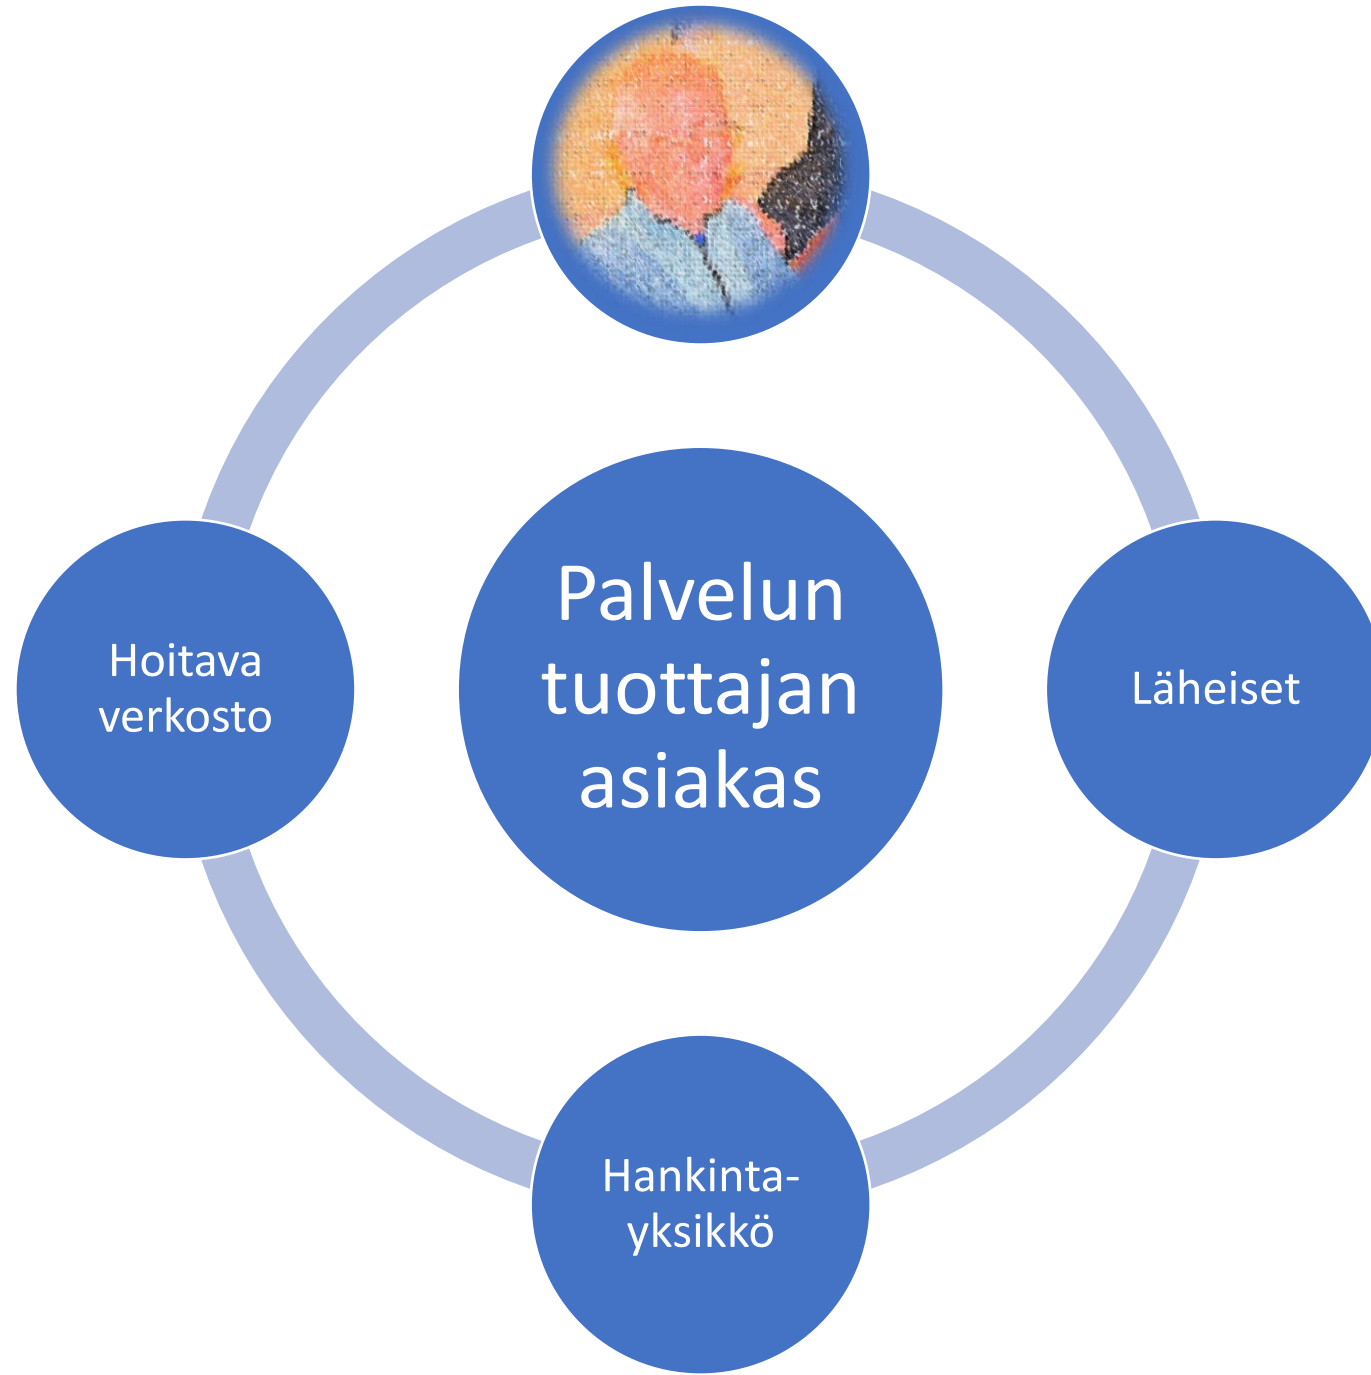 Palvelun
tuottajan
asiakas
Hoitava
verkosto
Läheiset
Hankinta-
yksikkö